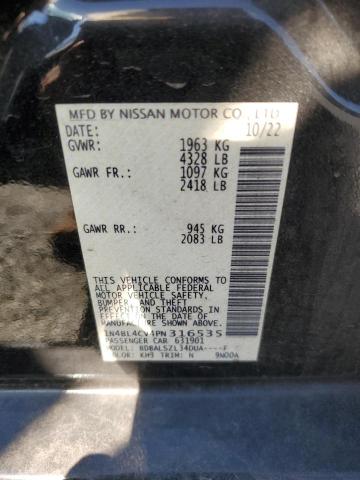 MFD BY NISSAN MOTOR CO., LTD.
DATE: 10/22
GVWR: 1963 KG
4328 LB
GAWR FR.: 1097 KG
2418 LB
GAWR RR.: 945 KG
2083 LB
THIS VEHICLE CONFORMS TO ALL
APPLICABLE FEDERAL
MOTOR VEHICLE SAFETY,
BUMPER, AND THEFT
PREVENTION STANDARDS
IN EFFECT ON THE DATE OF
MANUFACTURE SHOWN ABOVE.
1N4BL4CV4PN316535
PASSENGER CAR 631901
MODEL: BDBALSZL34DUA----F
COLOR: KH3 TRIM: N 9N00A